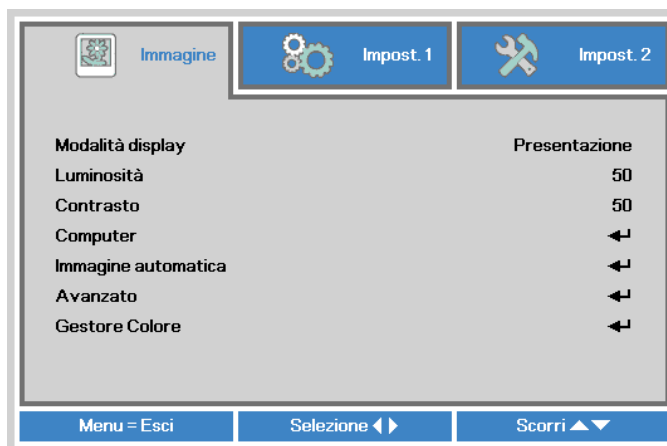 Immagine Impost. 1 Impost. 2
Modalità display Presentazione
Luminosità 50
Contrasto 50
Computer
Immagine automatica
Avanzato
Gestore Colore
Menu = Esci Selezione Scorri